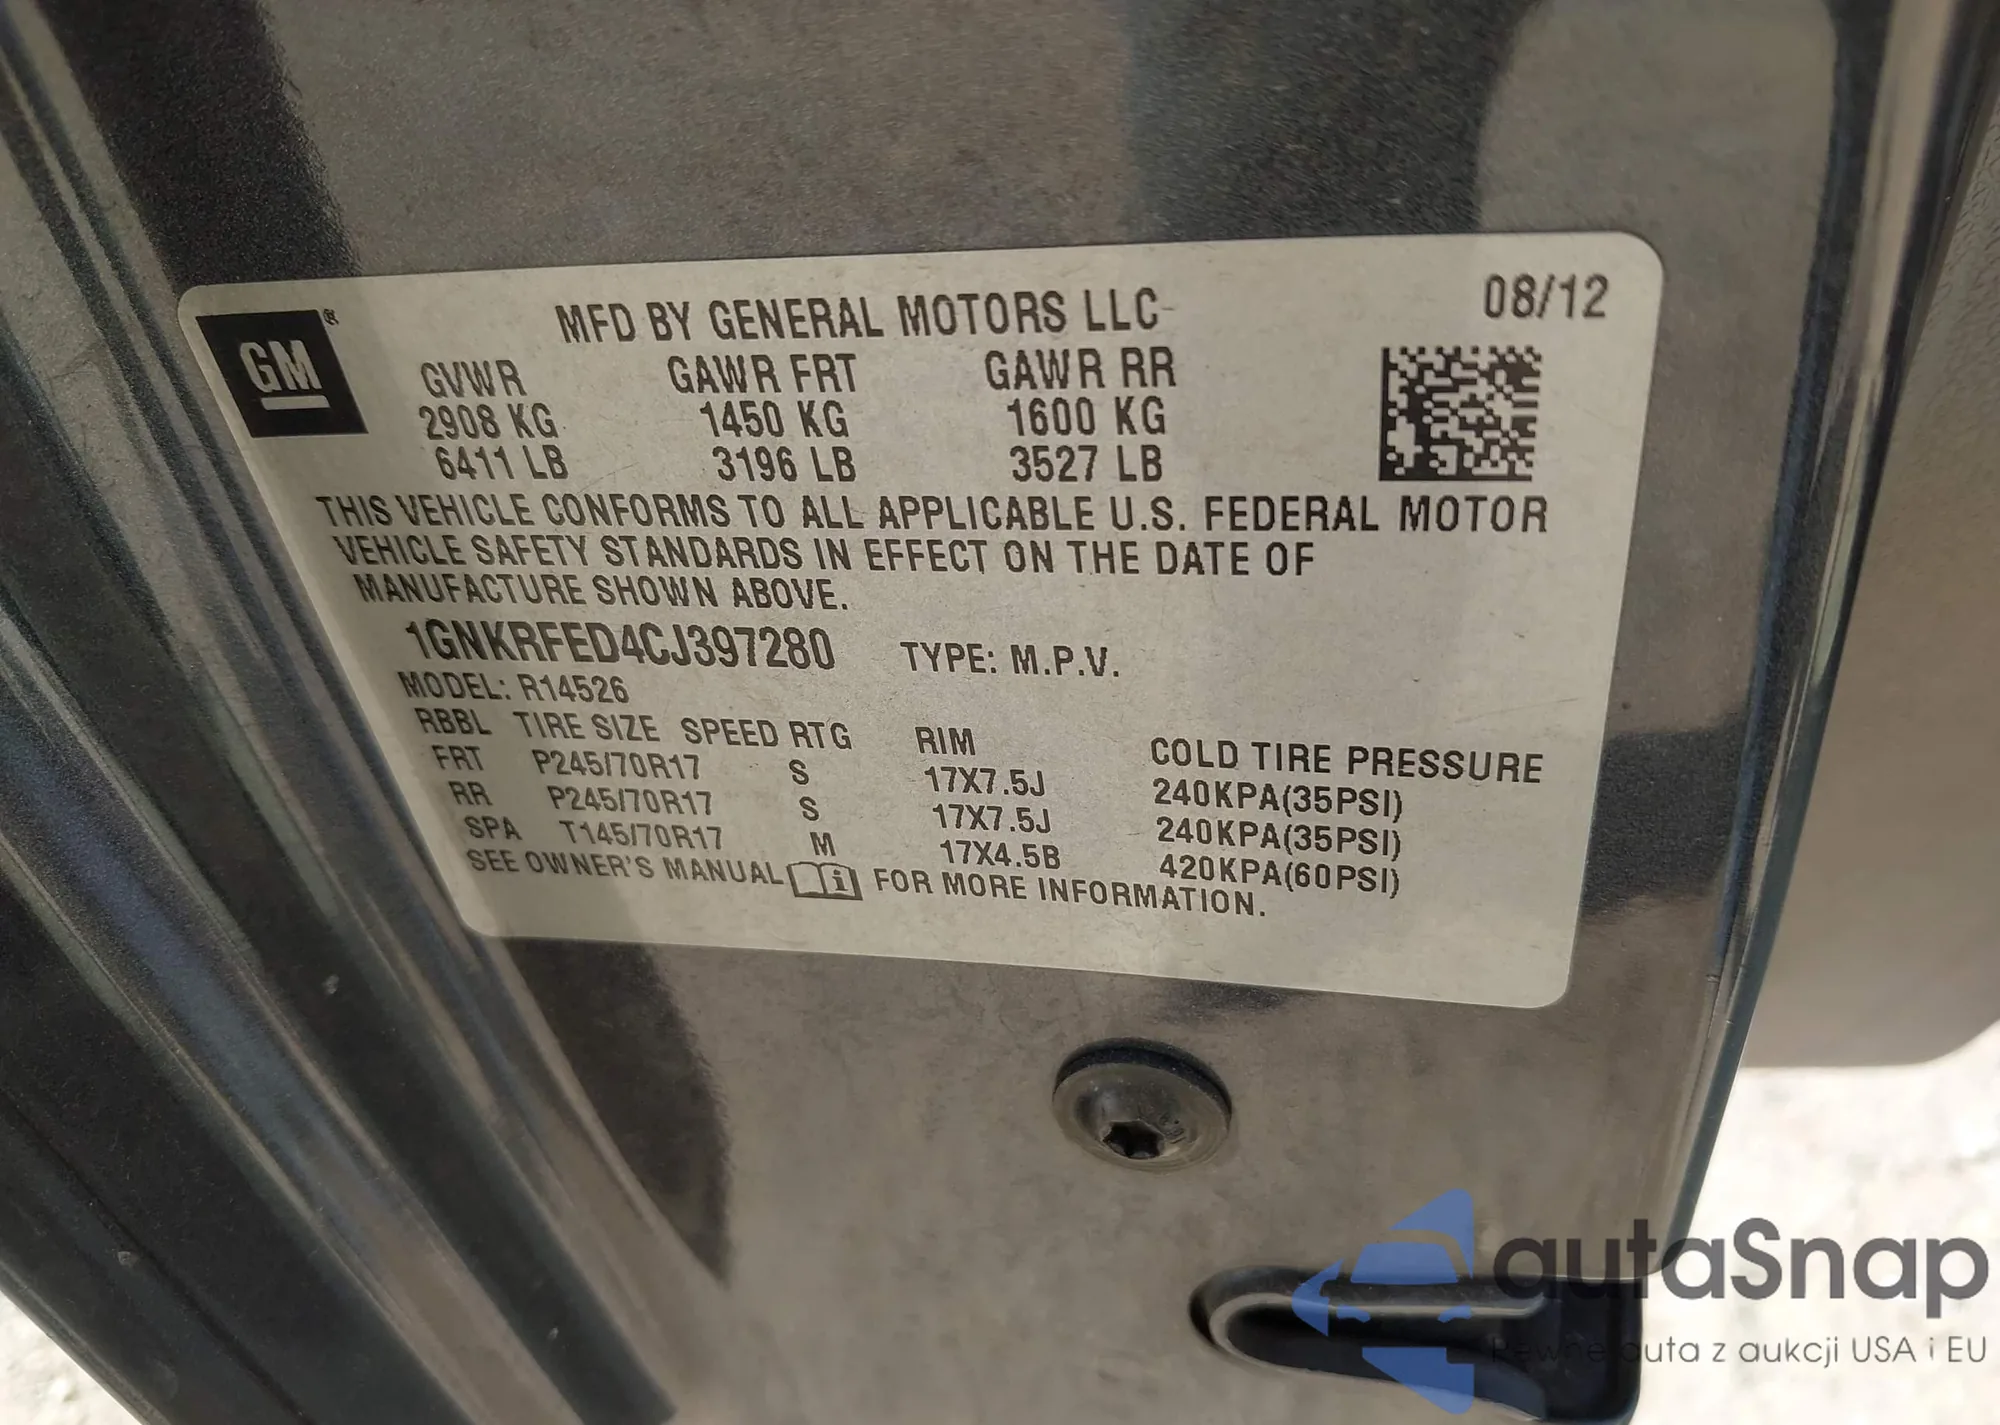 MFD BY GENERAL MOTORS LLC
08/12
GM®
GVWR GAWR FRT GAWR RR
2908 KG 1450 KG 1600 KG
6411 LB 3196 LB 3527 LB
THIS VEHICLE CONFORMS TO ALL APPLICABLE U.S. FEDERAL MOTOR
VEHICLE SAFETY STANDARDS IN EFFECT ON THE DATE OF
MANUFACTURE SHOWN ABOVE.
1GNKRFED4CJ397280 TYPE: M.P.V.
MODEL: R14526
RBBL TIRE SIZE SPEED RTG RIM COLD TIRE PRESSURE
FRT P245/70R17 S 17X7.5J 240KPA(35PSI)
RR P245/70R17 S 17X7.5J 240KPA(35PSI)
SPA T145/70R17 M 17X4.5B 420KPA(60PSI)
SEE OWNER'S MANUAL i FOR MORE INFORMATION.
autaSnap
Pewne auta z aukcji USA i EU